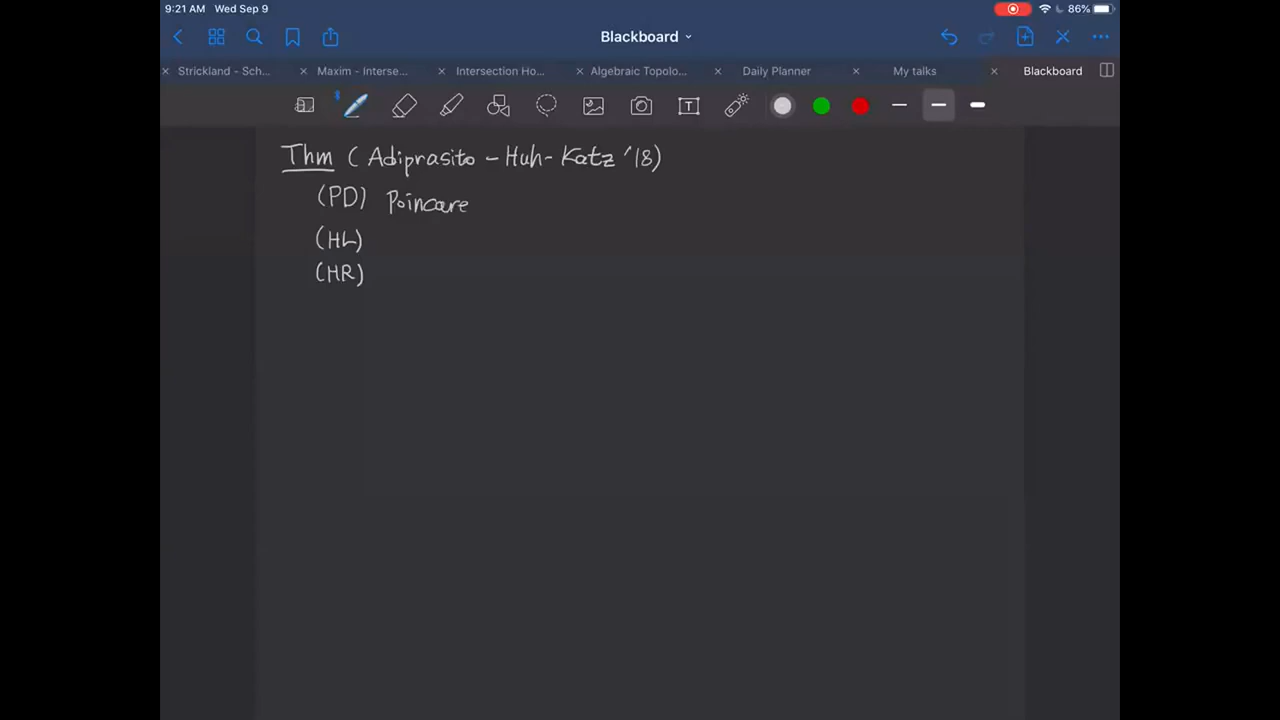 9:21 AM Wed Sep 9 86%
Blackboard
Strickland - Sch... Maxim - Interse... Intersection Ho... Algebraic Topolo... Daily Planner My talks Blackboard
T
Thm (Adiprasito - Huh - Katz '18)
(PD) Poincare
(HL)
(HR)